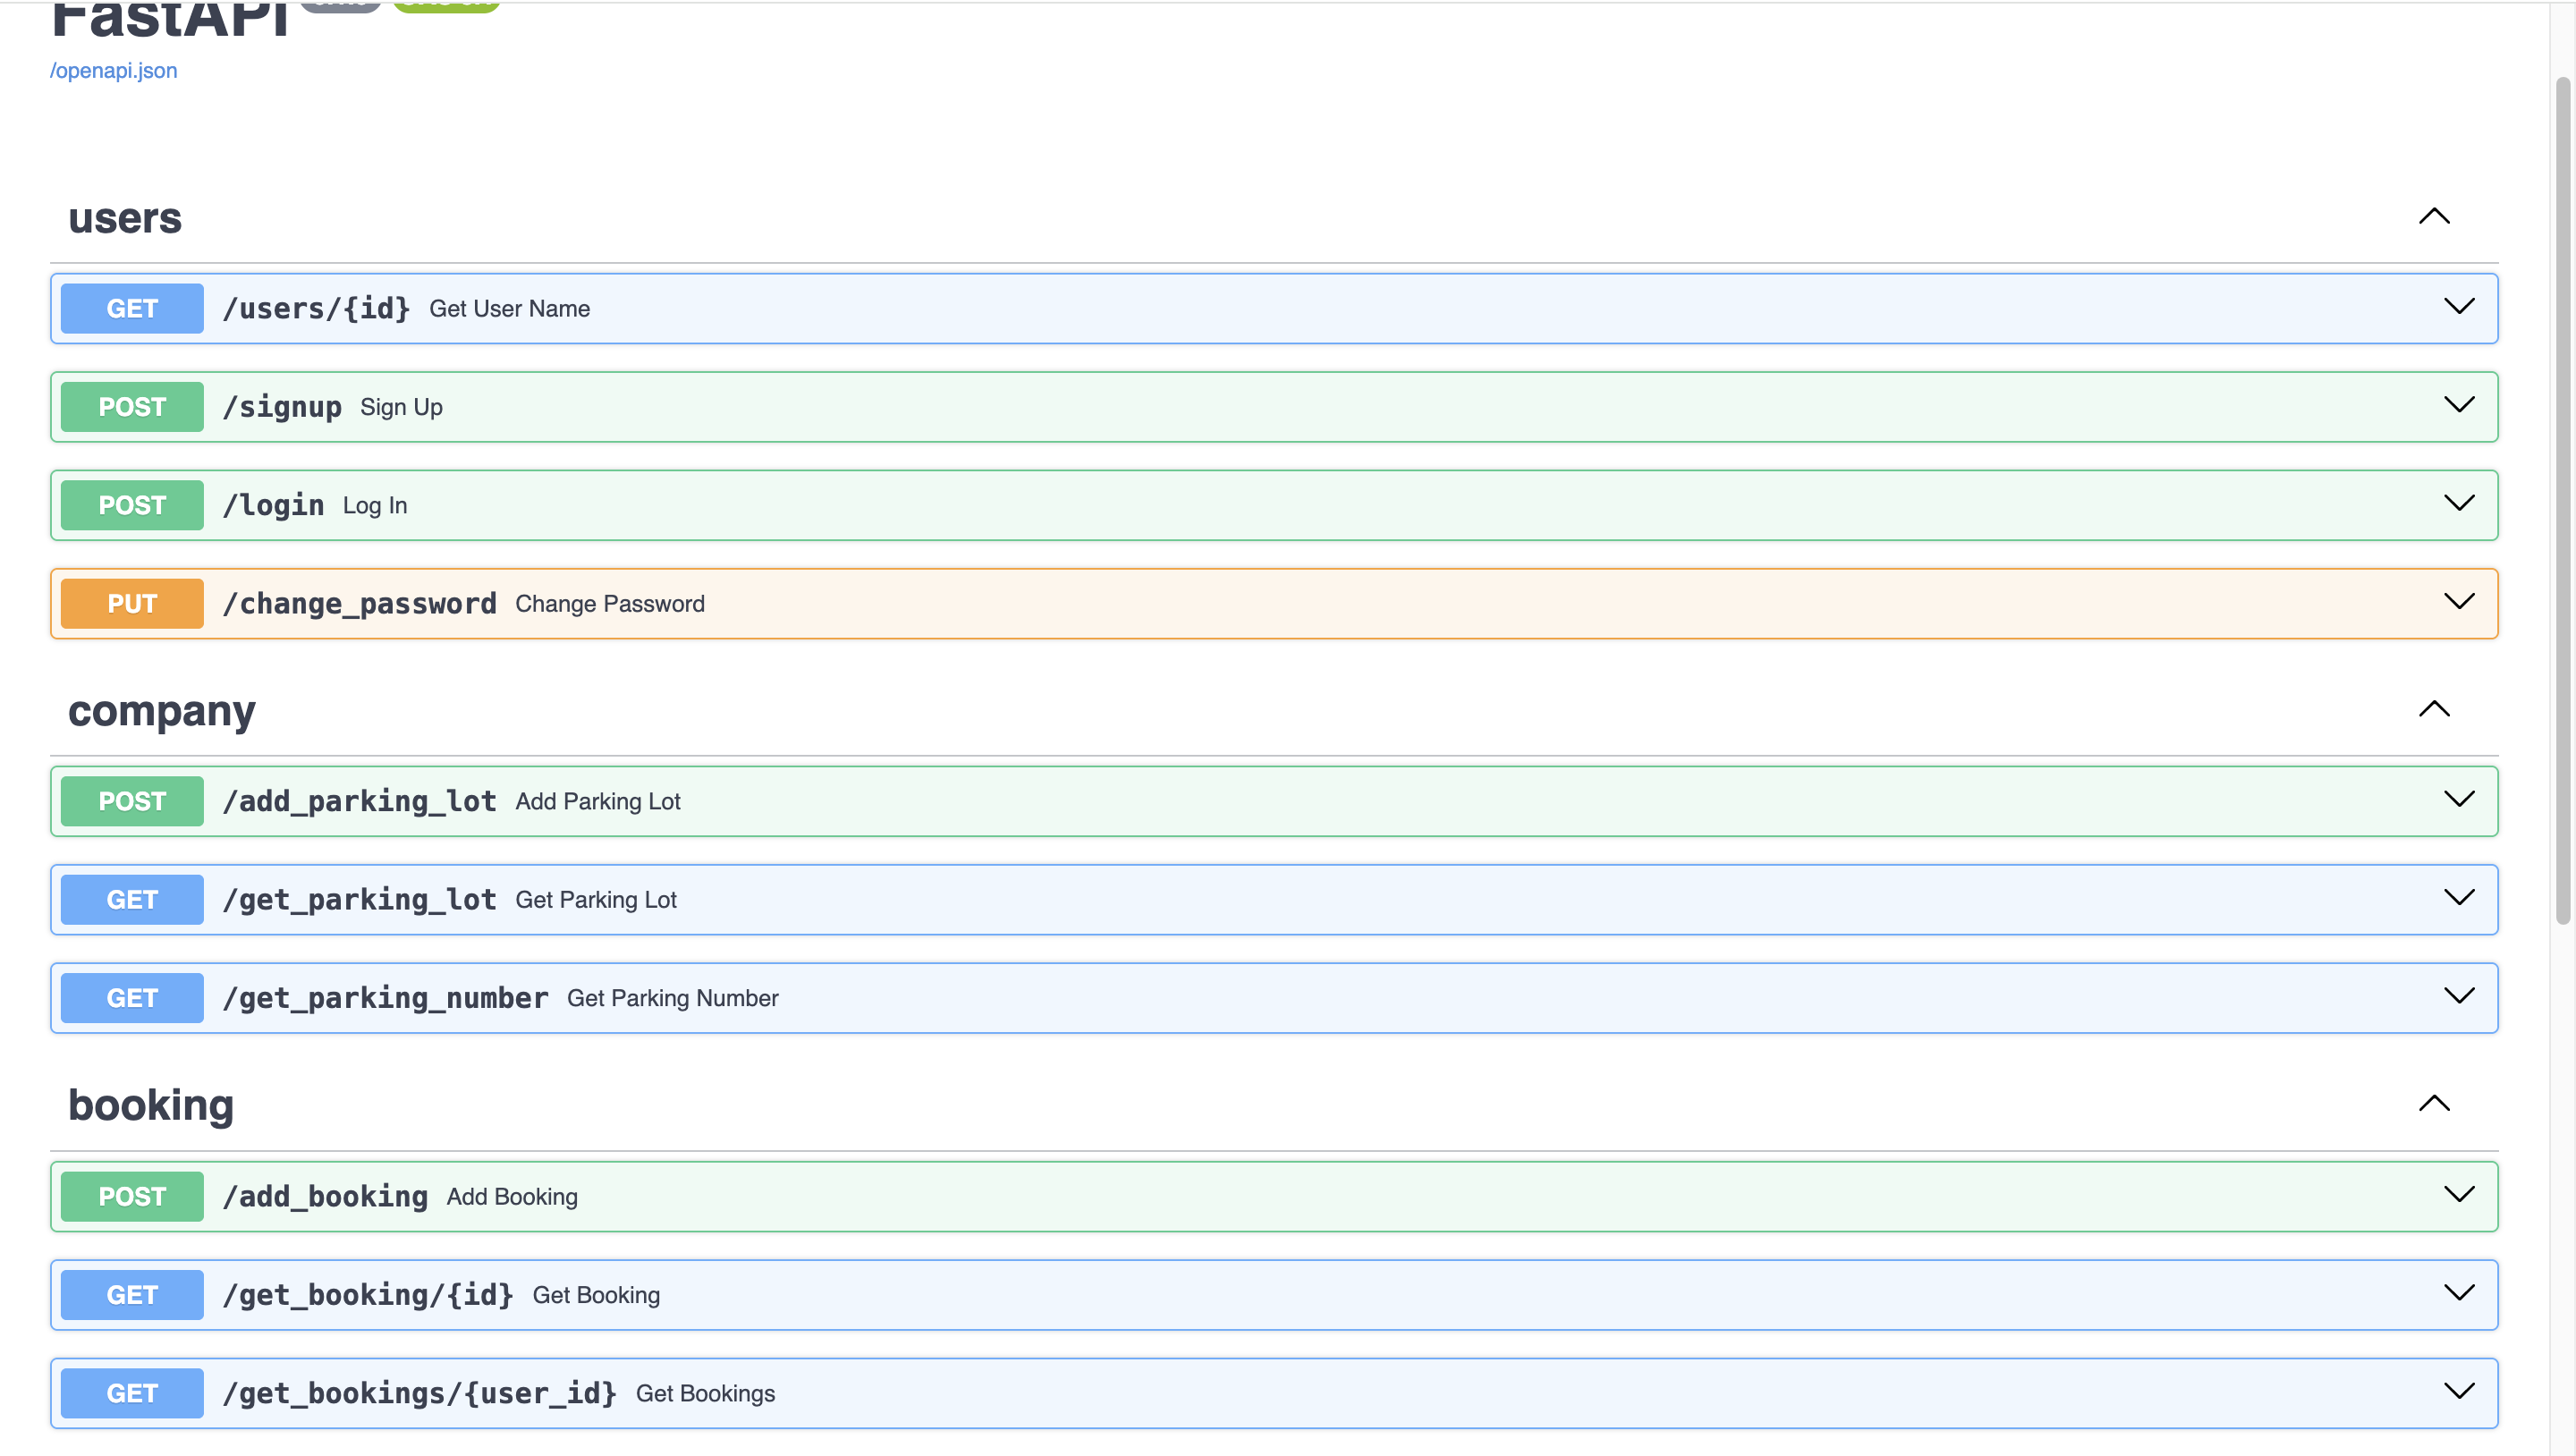 FastAPI
/openapi.json
users
GET /users/{id} Get User Name
POST /signup Sign Up
POST /login Log In
PUT /change_password Change Password
company
POST /add_parking_lot Add Parking Lot
GET /get_parking_lot Get Parking Lot
GET /get_parking_number Get Parking Number
booking
POST /add_booking Add Booking
GET /get_booking/{id} Get Booking
GET /get_bookings/{user_id} Get Bookings